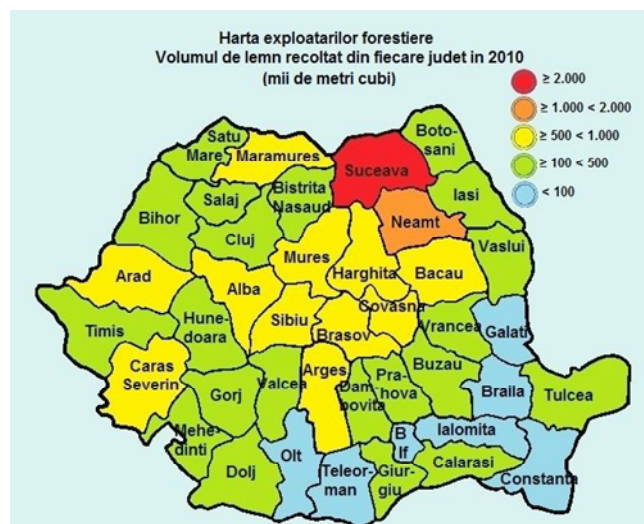 Harta exploatarilor forestiere
Volumul de lemn recoltat din fiecare judet in 2010
(mii de metri cubi)
≥ 2.000
≥ 1.000 < 2.000
≥ 500 < 1.000
≥ 100 < 500
< 100
Satu
Mare
Maramures
Suceava
Boto-
sani
Bihor
Salaj
Bistrita
Nasaud
Iasi
Cluj
Neamt
Vaslui
Arad
Alba
Mures
Harghita
Bacau
Timis
Hune-
doara
Sibiu
Brasov
Covasna
Vrancea
Galati
Caras
Severin
Gorj
Valcea
Arges
Dam
bovita
Pra-
hova
Buzau
Braila
Tulcea
Mehe-
dinti
Dolj
Olt
Teleor-
man
Giur-
giu
B
If
Ialomita
Calarasi
Constanta